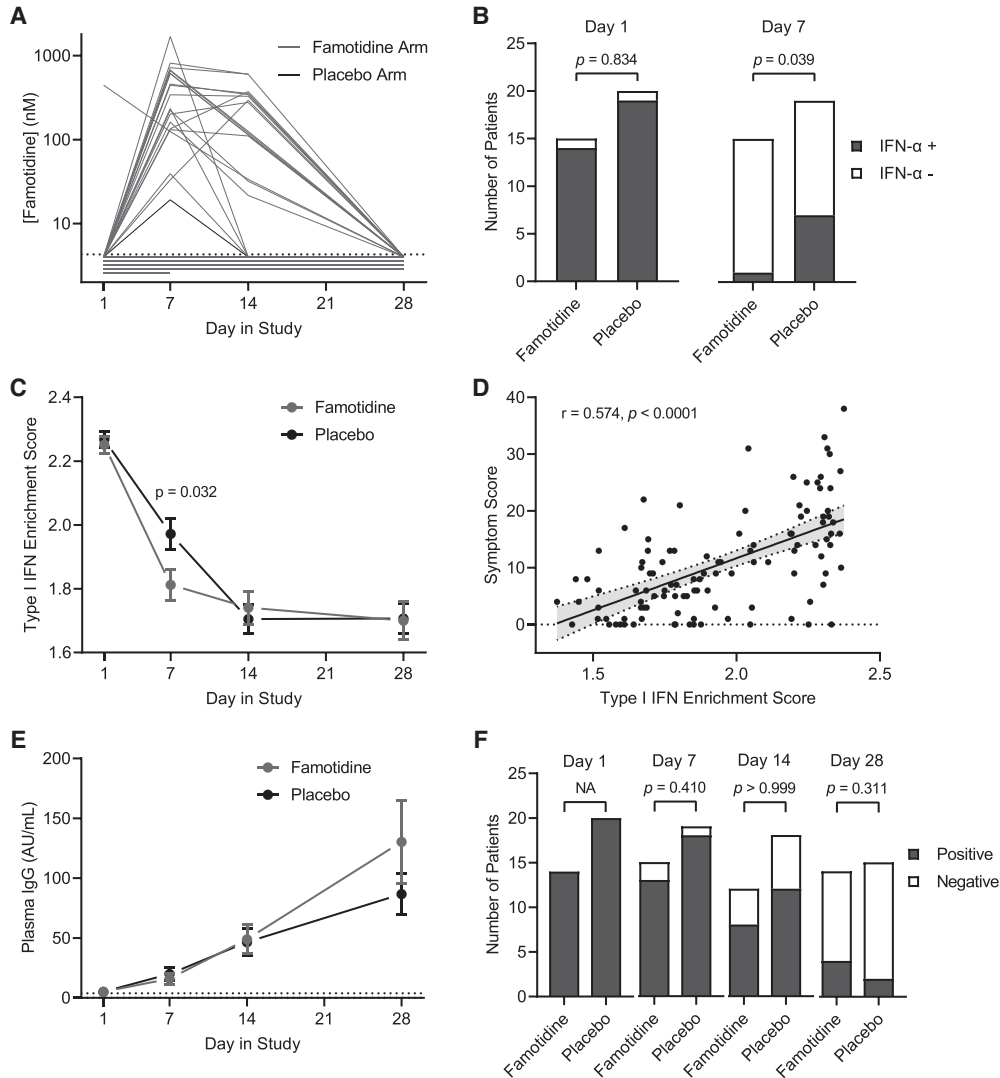 A
[Famotidine] (nM)
1000
100
10
Famotidine Arm
Placebo Arm
1 7 14 21 28
Day in Study
B
Day 1 Day 7
Number of Patients
25
20
15
10
5
0
p = 0.834
p = 0.039
IFN-α +
IFN-α -
Famotidine Placebo Famotidine Placebo
C
Type I IFN Enrichment Score
2.4
2.2
2.0
1.8
1.6
Famotidine
Placebo
p = 0.032
1 7 14 21 28
Day in Study
D
Symptom Score
40
30
20
10
0
r = 0.574, p < 0.0001
1.5 2.0 2.5
Type I IFN Enrichment Score
E
Plasma IgG (AU/mL)
200
150
100
50
0
Famotidine
Placebo
1 7 14 21 28
Day in Study
F
Day 1 Day 7 Day 14 Day 28
Number of Patients
25
20
15
10
5
0
NA p = 0.410 p > 0.999 p = 0.311
Positive
Negative
Famotidine Placebo Famotidine Placebo Famotidine Placebo Famotidine Placebo